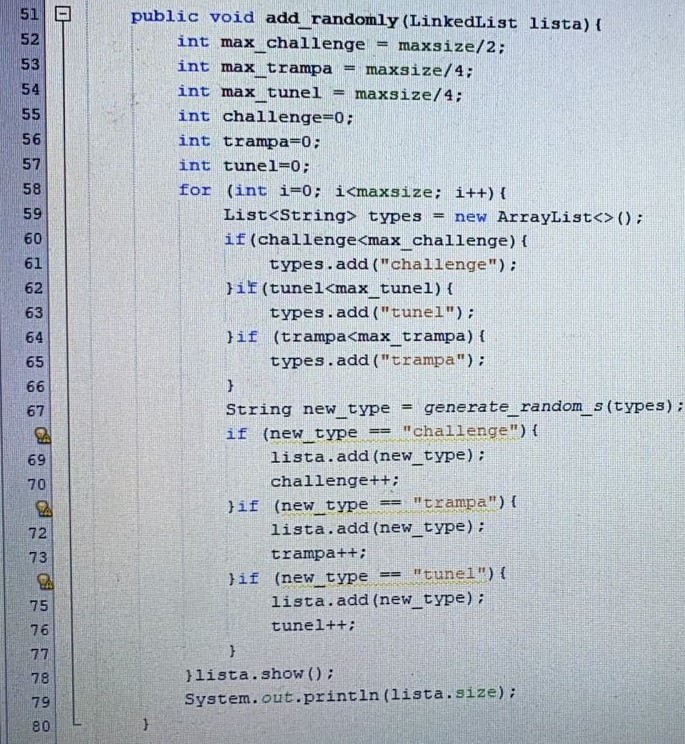 51 public void add_randomly(LinkedList lista){
52 int max_challenge = maxsize/2;
53 int max_trampa = maxsize/4;
54 int max_tunel = maxsize/4;
55 int challenge=0;
56 int trampa=0;
57 int tunel=0;
58 for (int i=0; i<maxsize; i++){
59 List<String> types = new ArrayList<>();
60 if(challenge<max_challenge){
61 types.add("challenge");
62 }if(tunel<max_tunel){
63 types.add("tunel");
64 }if (trampa<max_trampa){
65 types.add("trampa");
66 }
67 String new_type = generate_random_s(types);
if (new_type == "challenge"){
69 lista.add(new_type);
70 challenge++;
}if (new_type == "trampa"){
72 lista.add(new_type);
73 trampa++;
}if (new_type == "tunel"){
75 lista.add(new_type);
76 tunel++;
77 }
78 }lista.show();
79 System.out.println(lista.size);
80 }